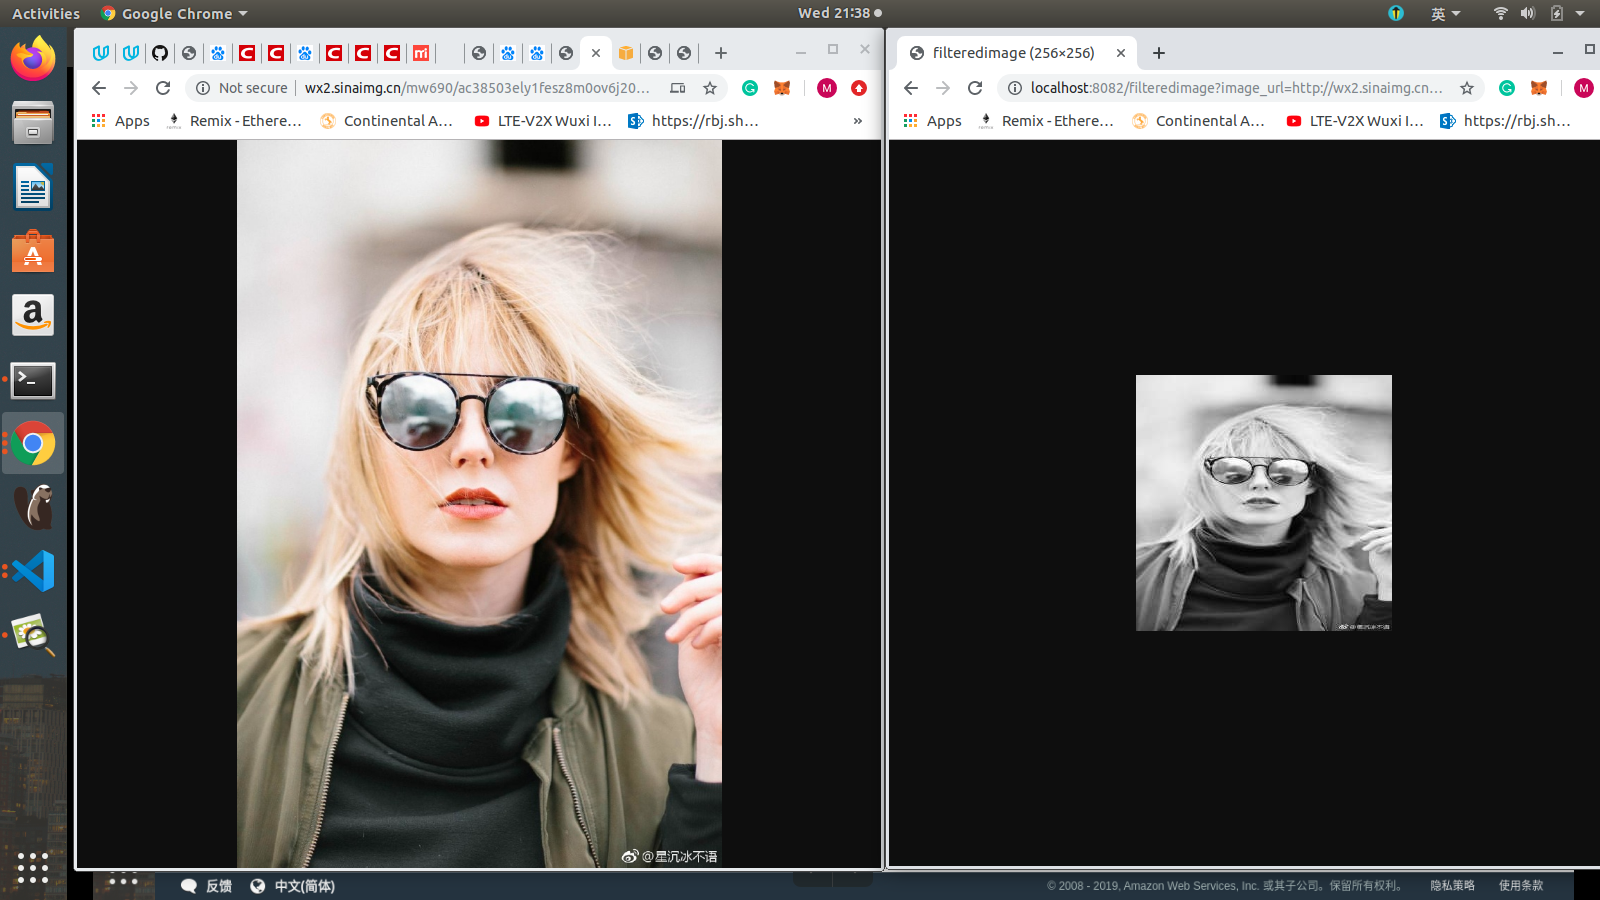 Activities
Google Chrome
Wed 21:38
英
filteredimage (256×256)
Not secure
wx2.sinaimg.cn/mw690/ac38503ely1fesz8m0ov6j20...
localhost:8082/filteredimage?image_url=http://wx2.sinaimg.cn...
M
M
Apps
Remix - Ethere...
Continental A...
LTE-V2X Wuxi I...
https://rbj.sh...
»
Apps
Remix - Ethere...
Continental A...
LTE-V2X Wuxi I...
https://rbj.sh...
@星沉冰不语
@星沉冰不语
反馈
中文(简体)
© 2008 - 2019, Amazon Web Services, Inc. 或其子公司。保留所有权利。
隐私策略
使用条款